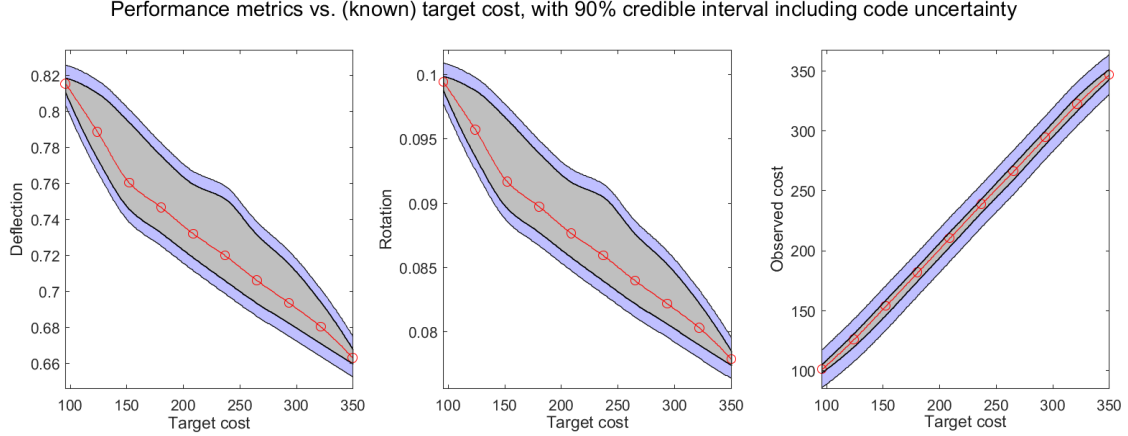 Performance metrics vs. (known) target cost, with 90% credible interval including code uncertainty
Deflection
0.82
0.8
0.78
0.76
0.74
0.72
0.7
0.68
0.66
100 150 200 250 300 350
Target cost
Rotation
0.1
0.095
0.09
0.085
0.08
100 150 200 250 300 350
Target cost
Observed cost
350
300
250
200
150
100
100 150 200 250 300 350
Target cost